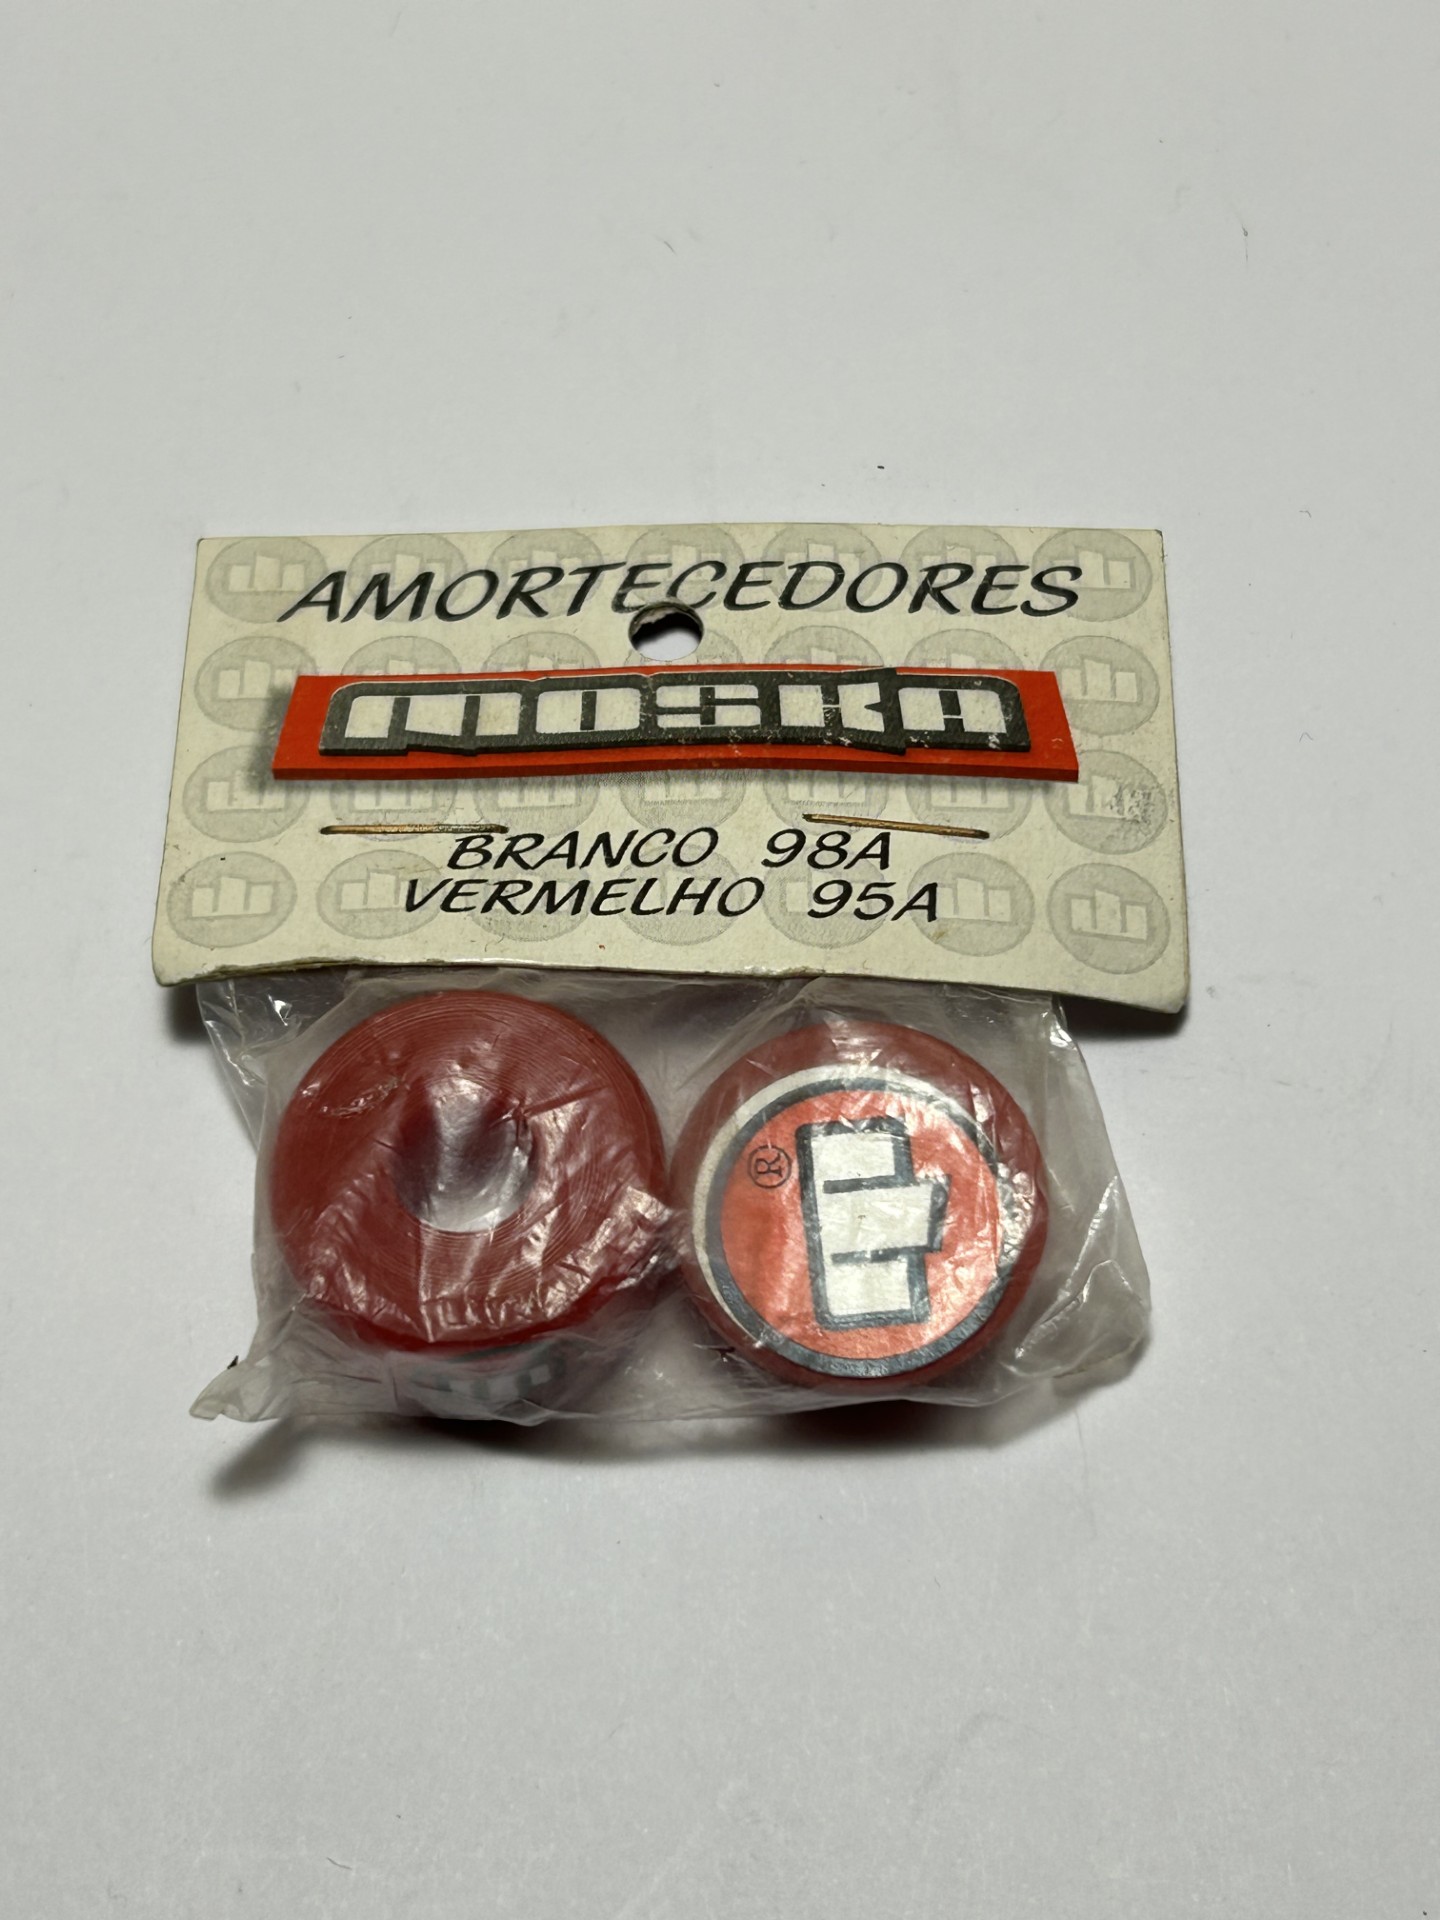 AMORTECEDORES
MOSKA
BRANCO 98A
VERMELHO 95A
®